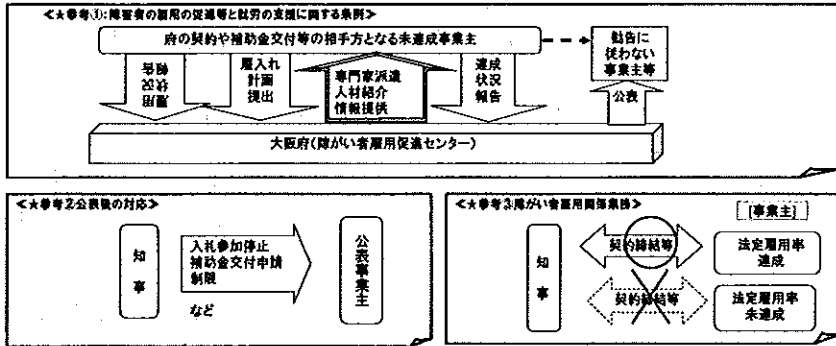 <★参考①:障害者の雇用の促進等と就労の支援に関する条例>
府の契約や補助金交付等の相手方となる未達成事業主
雇用
状況
報告
雇入れ
計画
提出
専門家派遣
人材紹介
情報提供
達成
状況
報告
勧告に
従わない
事業主等
公表
大阪府(障がい者雇用促進センター)
<★参考2公表後の対応>
知事
入札参加停止
補助金交付申請
制限
など
公表事業主
<★参考3障がい者雇用関係業務>
[事業主]
知事
契約締結等
法定雇用率
達成
契約締結等
法定雇用率
未達成